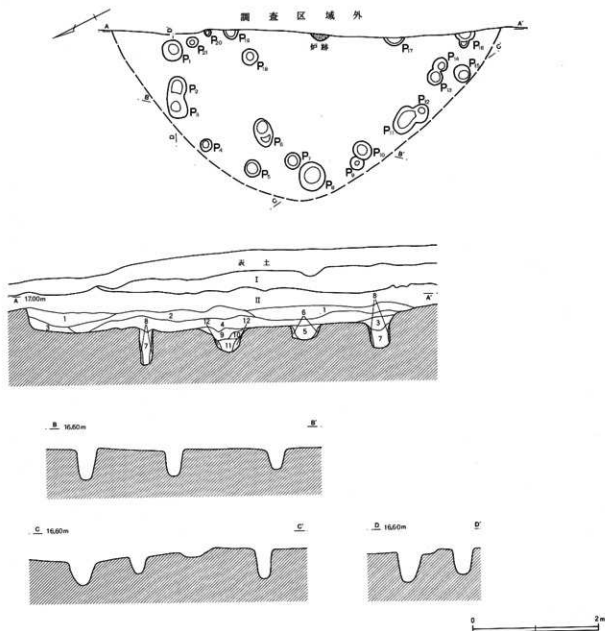 調査区域外
A A'
D P20 P19 炉跡 P17 P16 C'
P1 P21 P18 P14 P15
P13
P2 P12
B P3 P11
D P4 P6 P10 B'
P5 P7 P8 P9
C
表土
I
A 17.00m II A'
1 2 8 12 4 12 6 1 8
3 7 9 10 11 5 3 7
B 16.60m B'
C 16.60m C' D 16.60m D'
0 2m